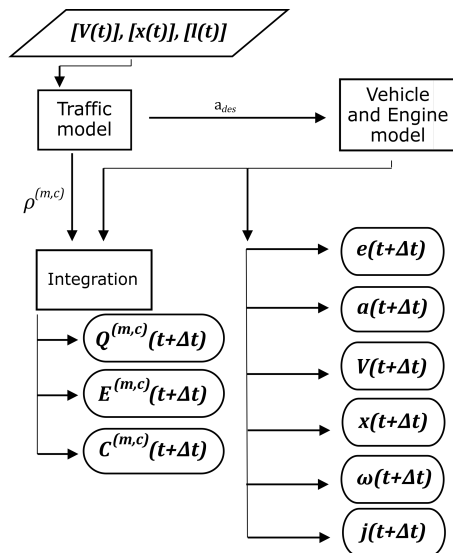 [V(t)], [x(t)], [l(t)]
Traffic
model
a_des
Vehicle
and Engine
model
ρ^(m,c)
Integration
e(t+Δt)
a(t+Δt)
V(t+Δt)
x(t+Δt)
ω(t+Δt)
j(t+Δt)
Q^(m,c)(t+Δt)
E^(m,c)(t+Δt)
C^(m,c)(t+Δt)